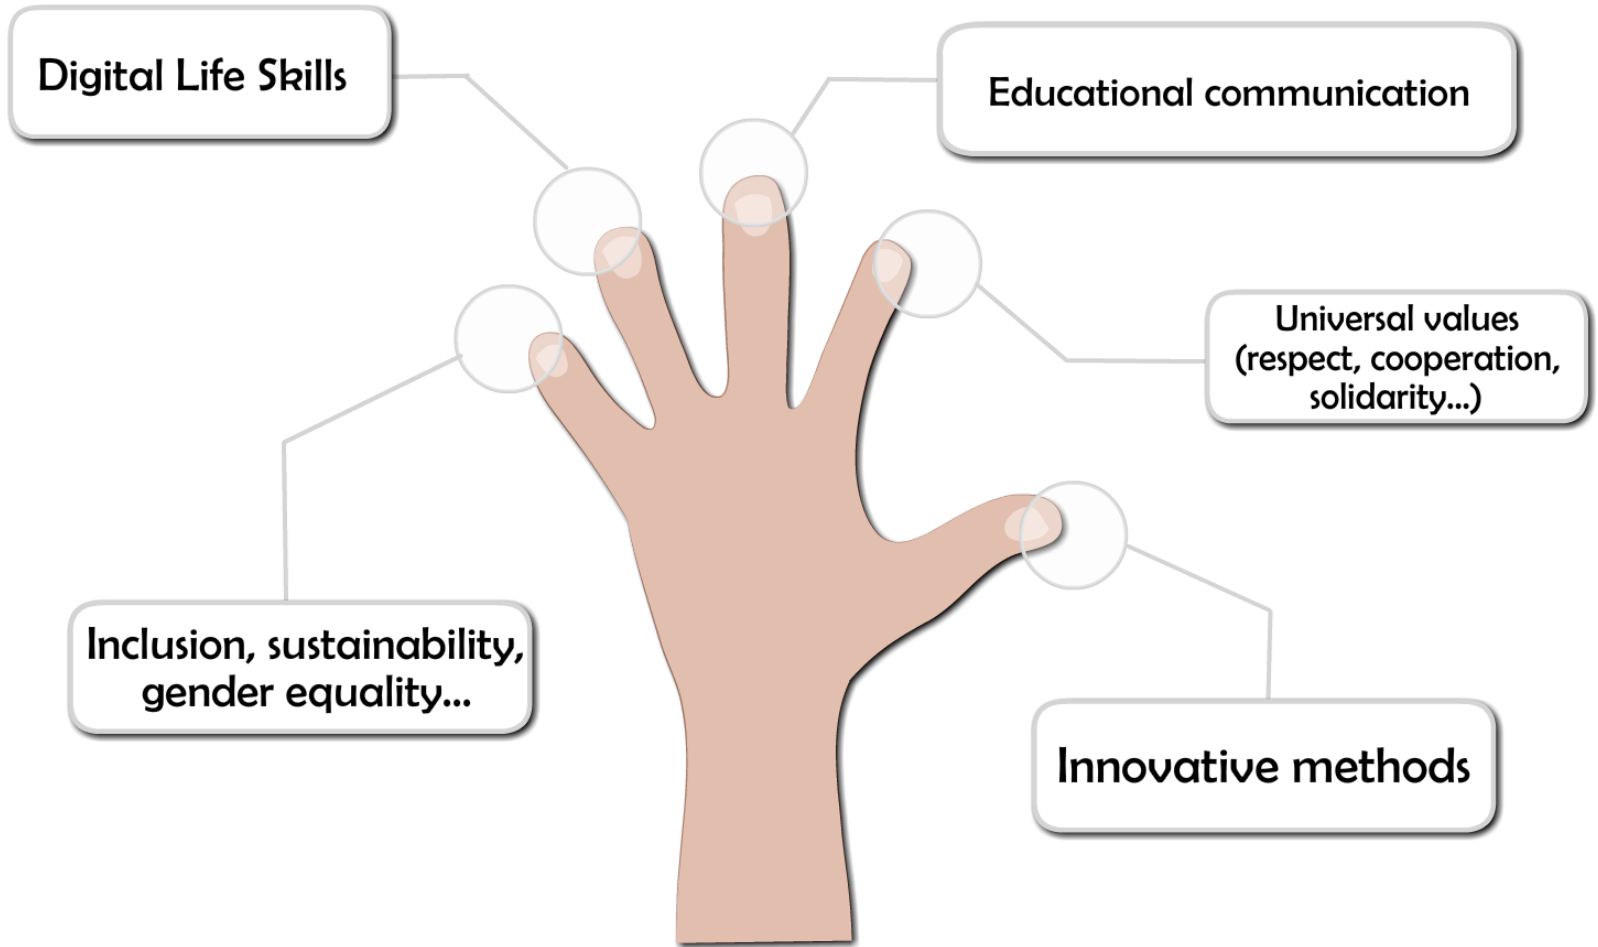 Digital Life Skills
Educational communication
Universal values
(respect, cooperation,
solidarity...)
Inclusion, sustainability,
gender equality...
Innovative methods